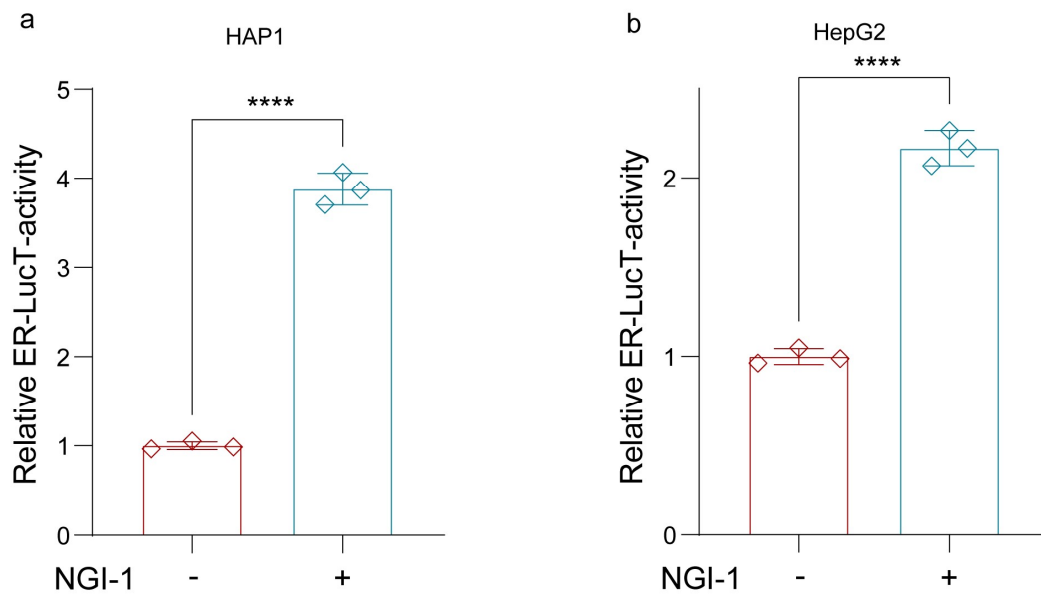 a
HAP1
Relative ER-LucT-activity
5
4
3
2
1
0
****
NGI-1 - +
b
HepG2
Relative ER-LucT-activity
2
1
0
****
NGI-1 - +